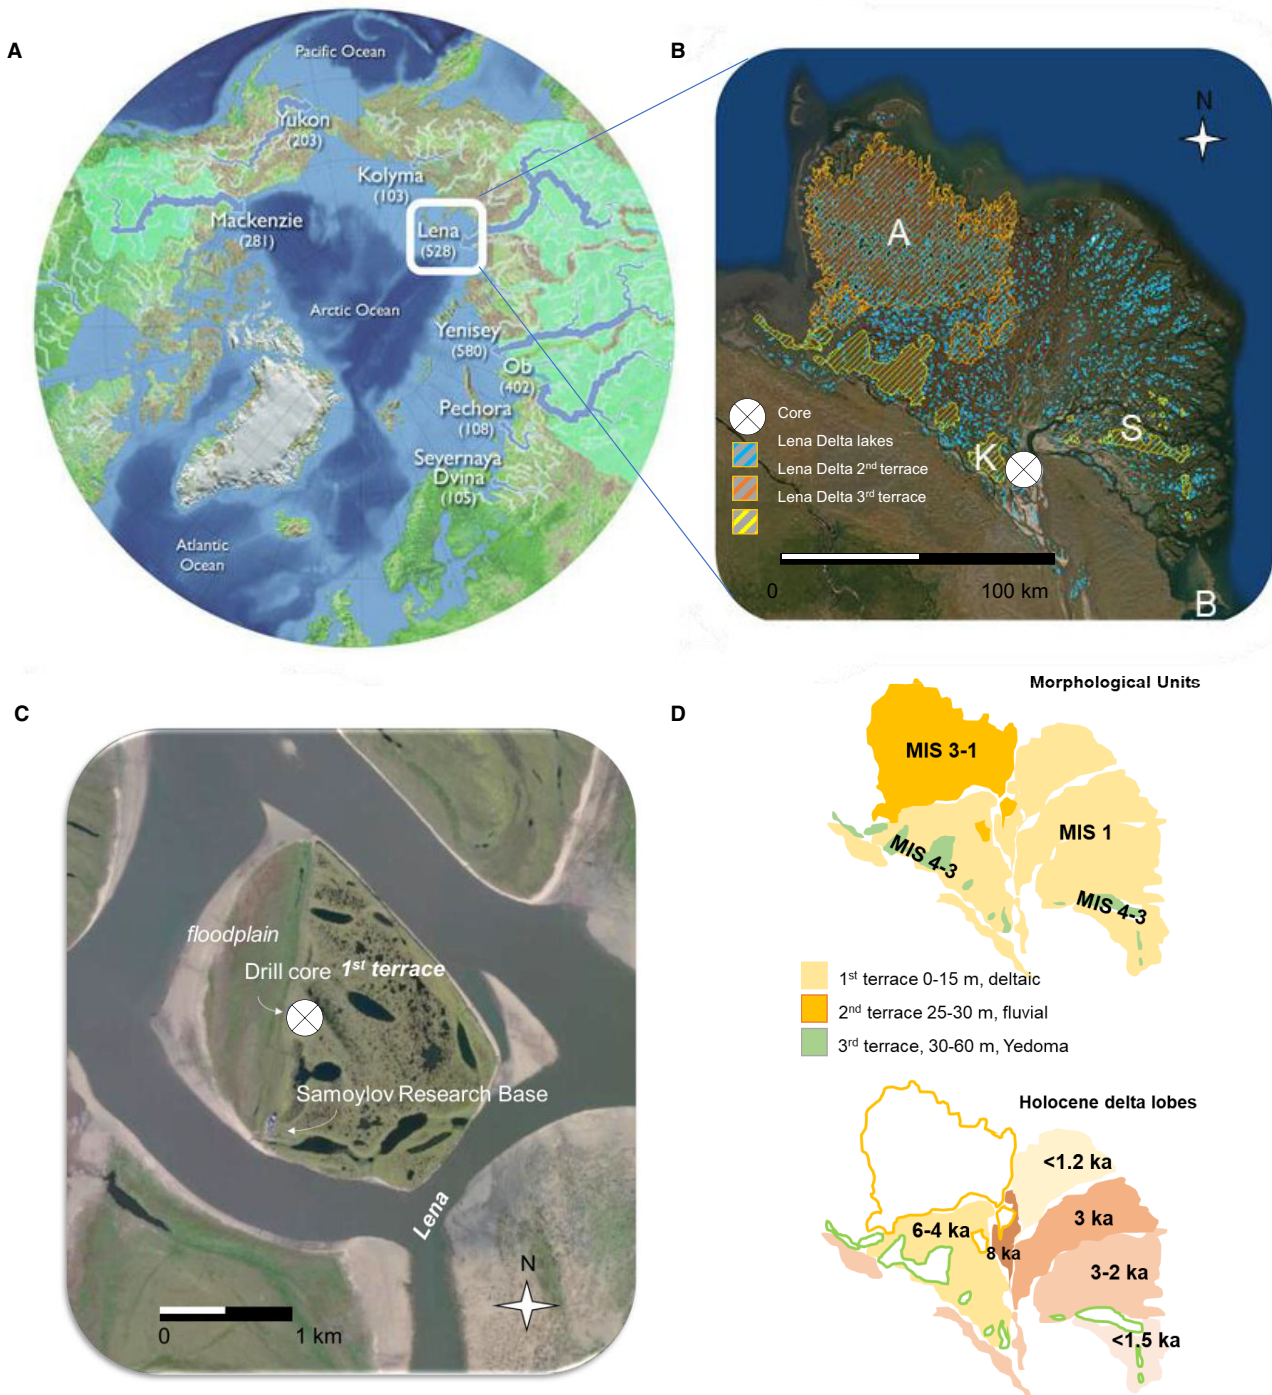 A
Pacific Ocean
Yukon
(203)
Kolyma
(103)
Mackenzie
(281)
Lena
(528)
Arctic Ocean
Yenisey
(580)
Ob
(402)
Pechora
(108)
Severnaya
Dvina
(105)
Atlantic
Ocean
B
N
A
S
K
Core
Lena Delta lakes
Lena Delta 2nd terrace
Lena Delta 3rd terrace
0
100 km
B
C
floodplain
Drill core
1st terrace
Samoylov Research Base
Lena
N
0
1 km
D
Morphological Units
MIS 3-1
MIS 1
MIS 4-3
MIS 4-3
1st terrace 0-15 m, deltaic
2nd terrace 25-30 m, fluvial
3rd terrace, 30-60 m, Yedoma
Holocene delta lobes
<1.2 ka
3 ka
6-4 ka
8 ka
3-2 ka
<1.5 ka